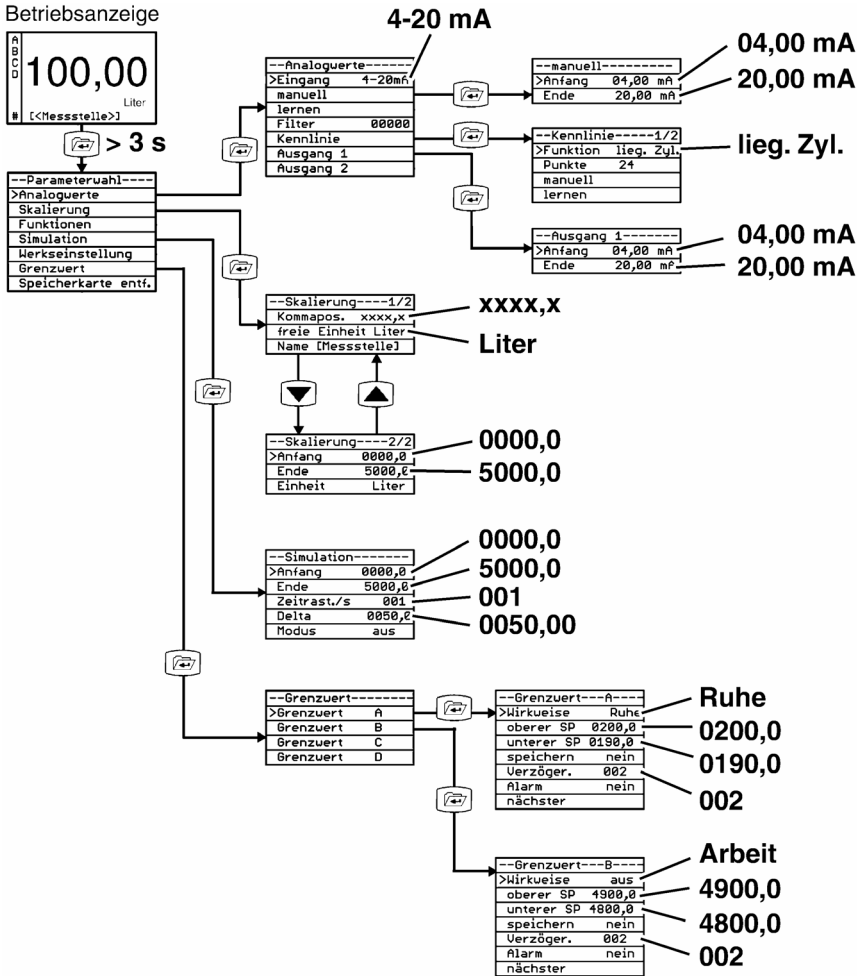 Betriebsanzeige
A
B
C
D
100,00
Liter
# [<Messstelle>]
> 3 s
--Parameterwahl----
>Analogwerte
Skalierung
Funktionen
Simulation
Werkseinstellung
Grenzwert
Speicherkarte entf.
4-20 mA
--Analogwerte------
>Eingang 4-20mA
manuell
lernen
Filter 00000
Kennlinie
Ausgang 1
Ausgang 2
--manuell----------
>Anfang 04,00 mA
Ende 20,00 mA
04,00 mA
20,00 mA
--Kennlinie-----1/2
>Funktion lieg. Zyl.
Punkte 24
manuell
lernen
lieg. Zyl.
--Ausgang 1-------
>Anfang 04,00 mA
Ende 20,00 mA
04,00 mA
20,00 mA
--Skalierung----1/2
Kommapos. xxxx,x
freie Einheit Liter
Name [Messstelle]
xxxx,x
Liter
--Skalierung----2/2
>Anfang 0000,0
Ende 5000,0
Einheit Liter
0000,0
5000,0
--Simulation-------
>Anfang 0000,0
Ende 5000,0
Zeitrast./s 001
Delta 0050,0
Modus aus
0000,0
5000,0
001
0050,00
--Grenzwert--------
>Grenzwert A
Grenzwert B
Grenzwert C
Grenzwert D
--Grenzwert---A----
>Wirkweise Ruhe
oberer SP 0200,0
unterer SP 0190,0
speichern nein
Verzöger. 002
Alarm nein
nächster
Ruhe
0200,0
0190,0
002
--Grenzwert---B----
>Wirkweise aus
oberer SP 4900,0
unterer SP 4800,0
speichern nein
Verzöger. 002
Alarm nein
nächster
Arbeit
4900,0
4800,0
002